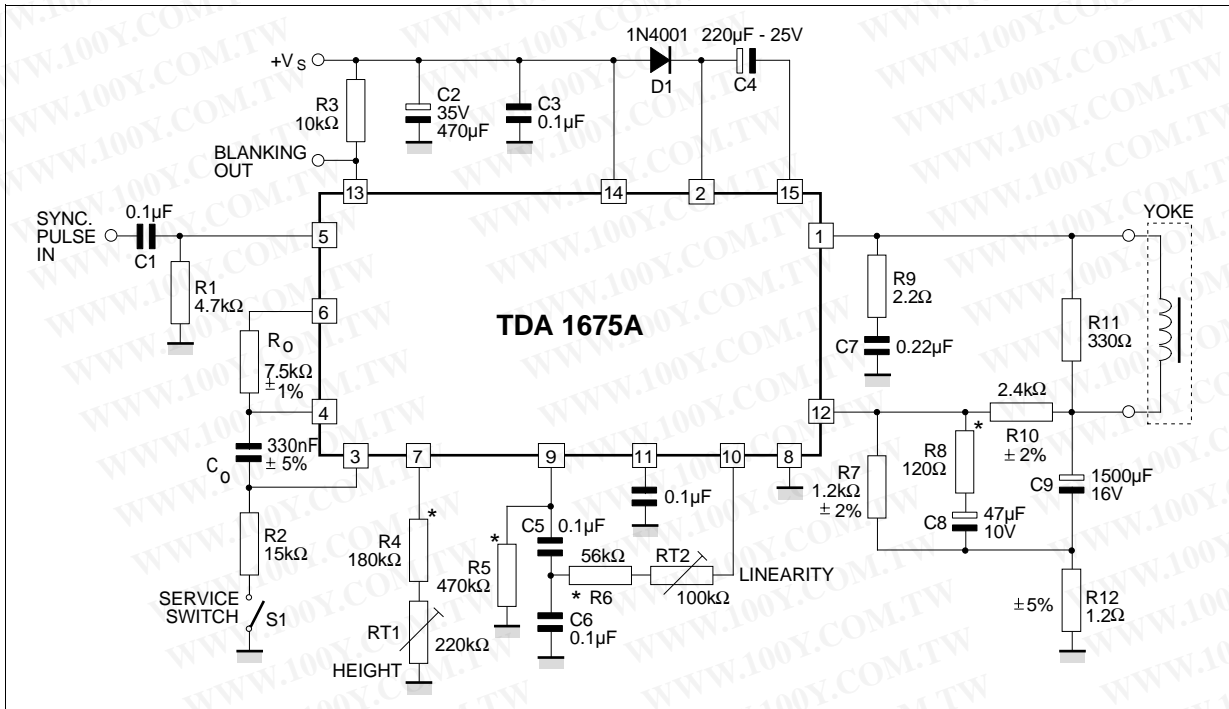 1N4001
220µF - 25V
+VS
D1
C4
R3
10kΩ
C2
35V
470µF
C3
0.1µF
BLANKING
OUT
13
14
2
15
SYNC.
PULSE
IN
0.1µF
C1
5
1
YOKE
R1
4.7kΩ
6
TDA 1675A
R9
2.2Ω
R11
330Ω
Ro
7.5kΩ
±1%
C7
0.22µF
4
12
2.4kΩ
R10
±2%
330nF
±5%
Co
3
7
9
11
10
8
R7
1.2kΩ
±2%
*
R8
120Ω
1500µF
16V
C9
0.1µF
C8
47µF
10V
R2
15kΩ
*
R4
180kΩ
C5
0.1µF
*
R5
470kΩ
56kΩ
* R6
RT2
100kΩ
LINEARITY
SERVICE
SWITCH
S1
RT1
220kΩ
HEIGHT
C6
0.1µF
±5%
R12
1.2Ω
WWW.100Y.COM.TW